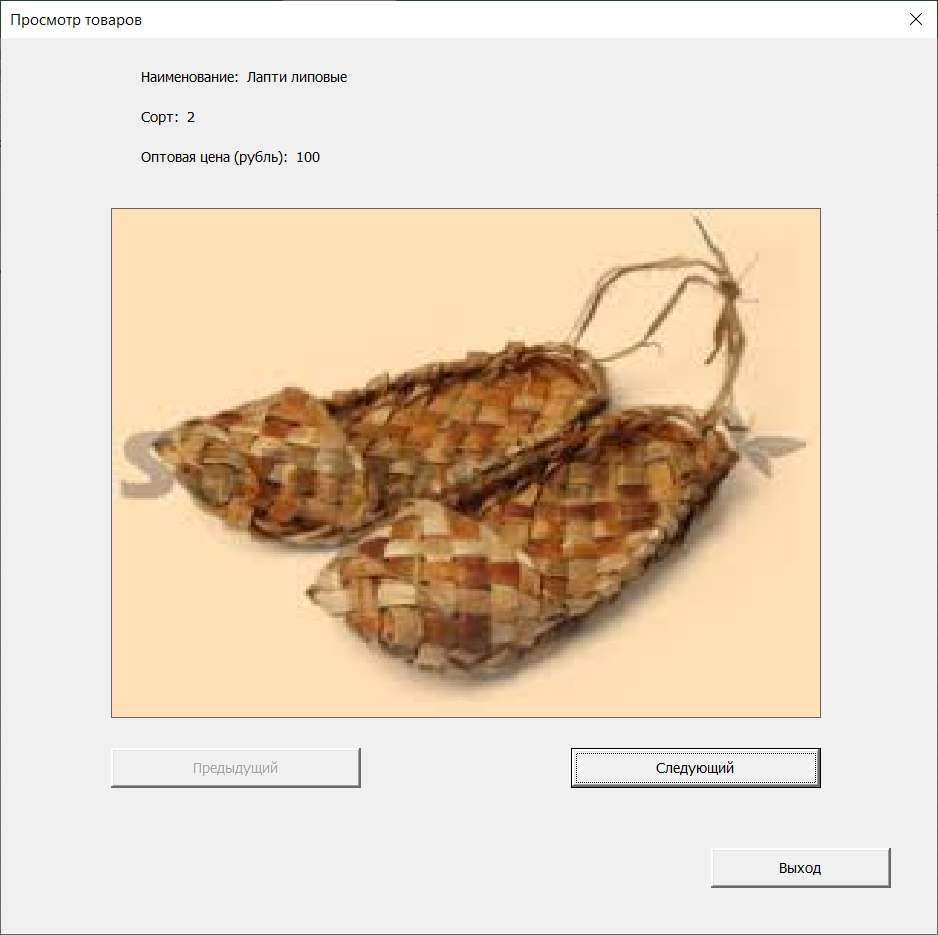 Просмотр товаров
Наименование: Лапти липовые
Сорт: 2
Оптовая цена (рубль): 100
Предыдущий
Следующий
Выход